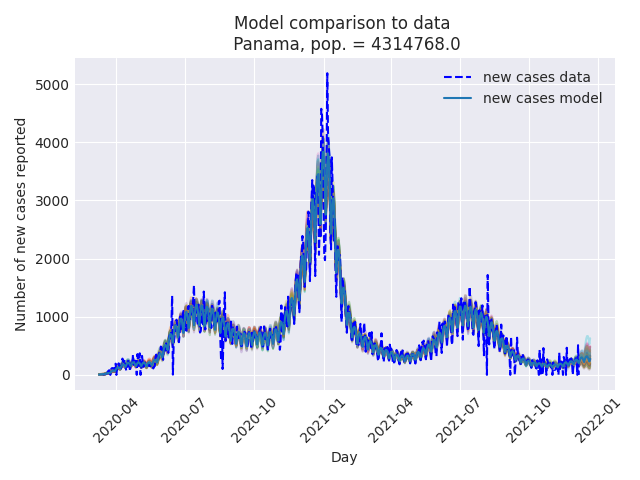 Model comparison to data
Panama, pop. = 4314768.0
new cases data
new cases model
Number of new cases reported
5000
4000
3000
2000
1000
0
2020-04
2020-07
2020-10
2021-01
2021-04
2021-07
2021-10
2022-01
Day